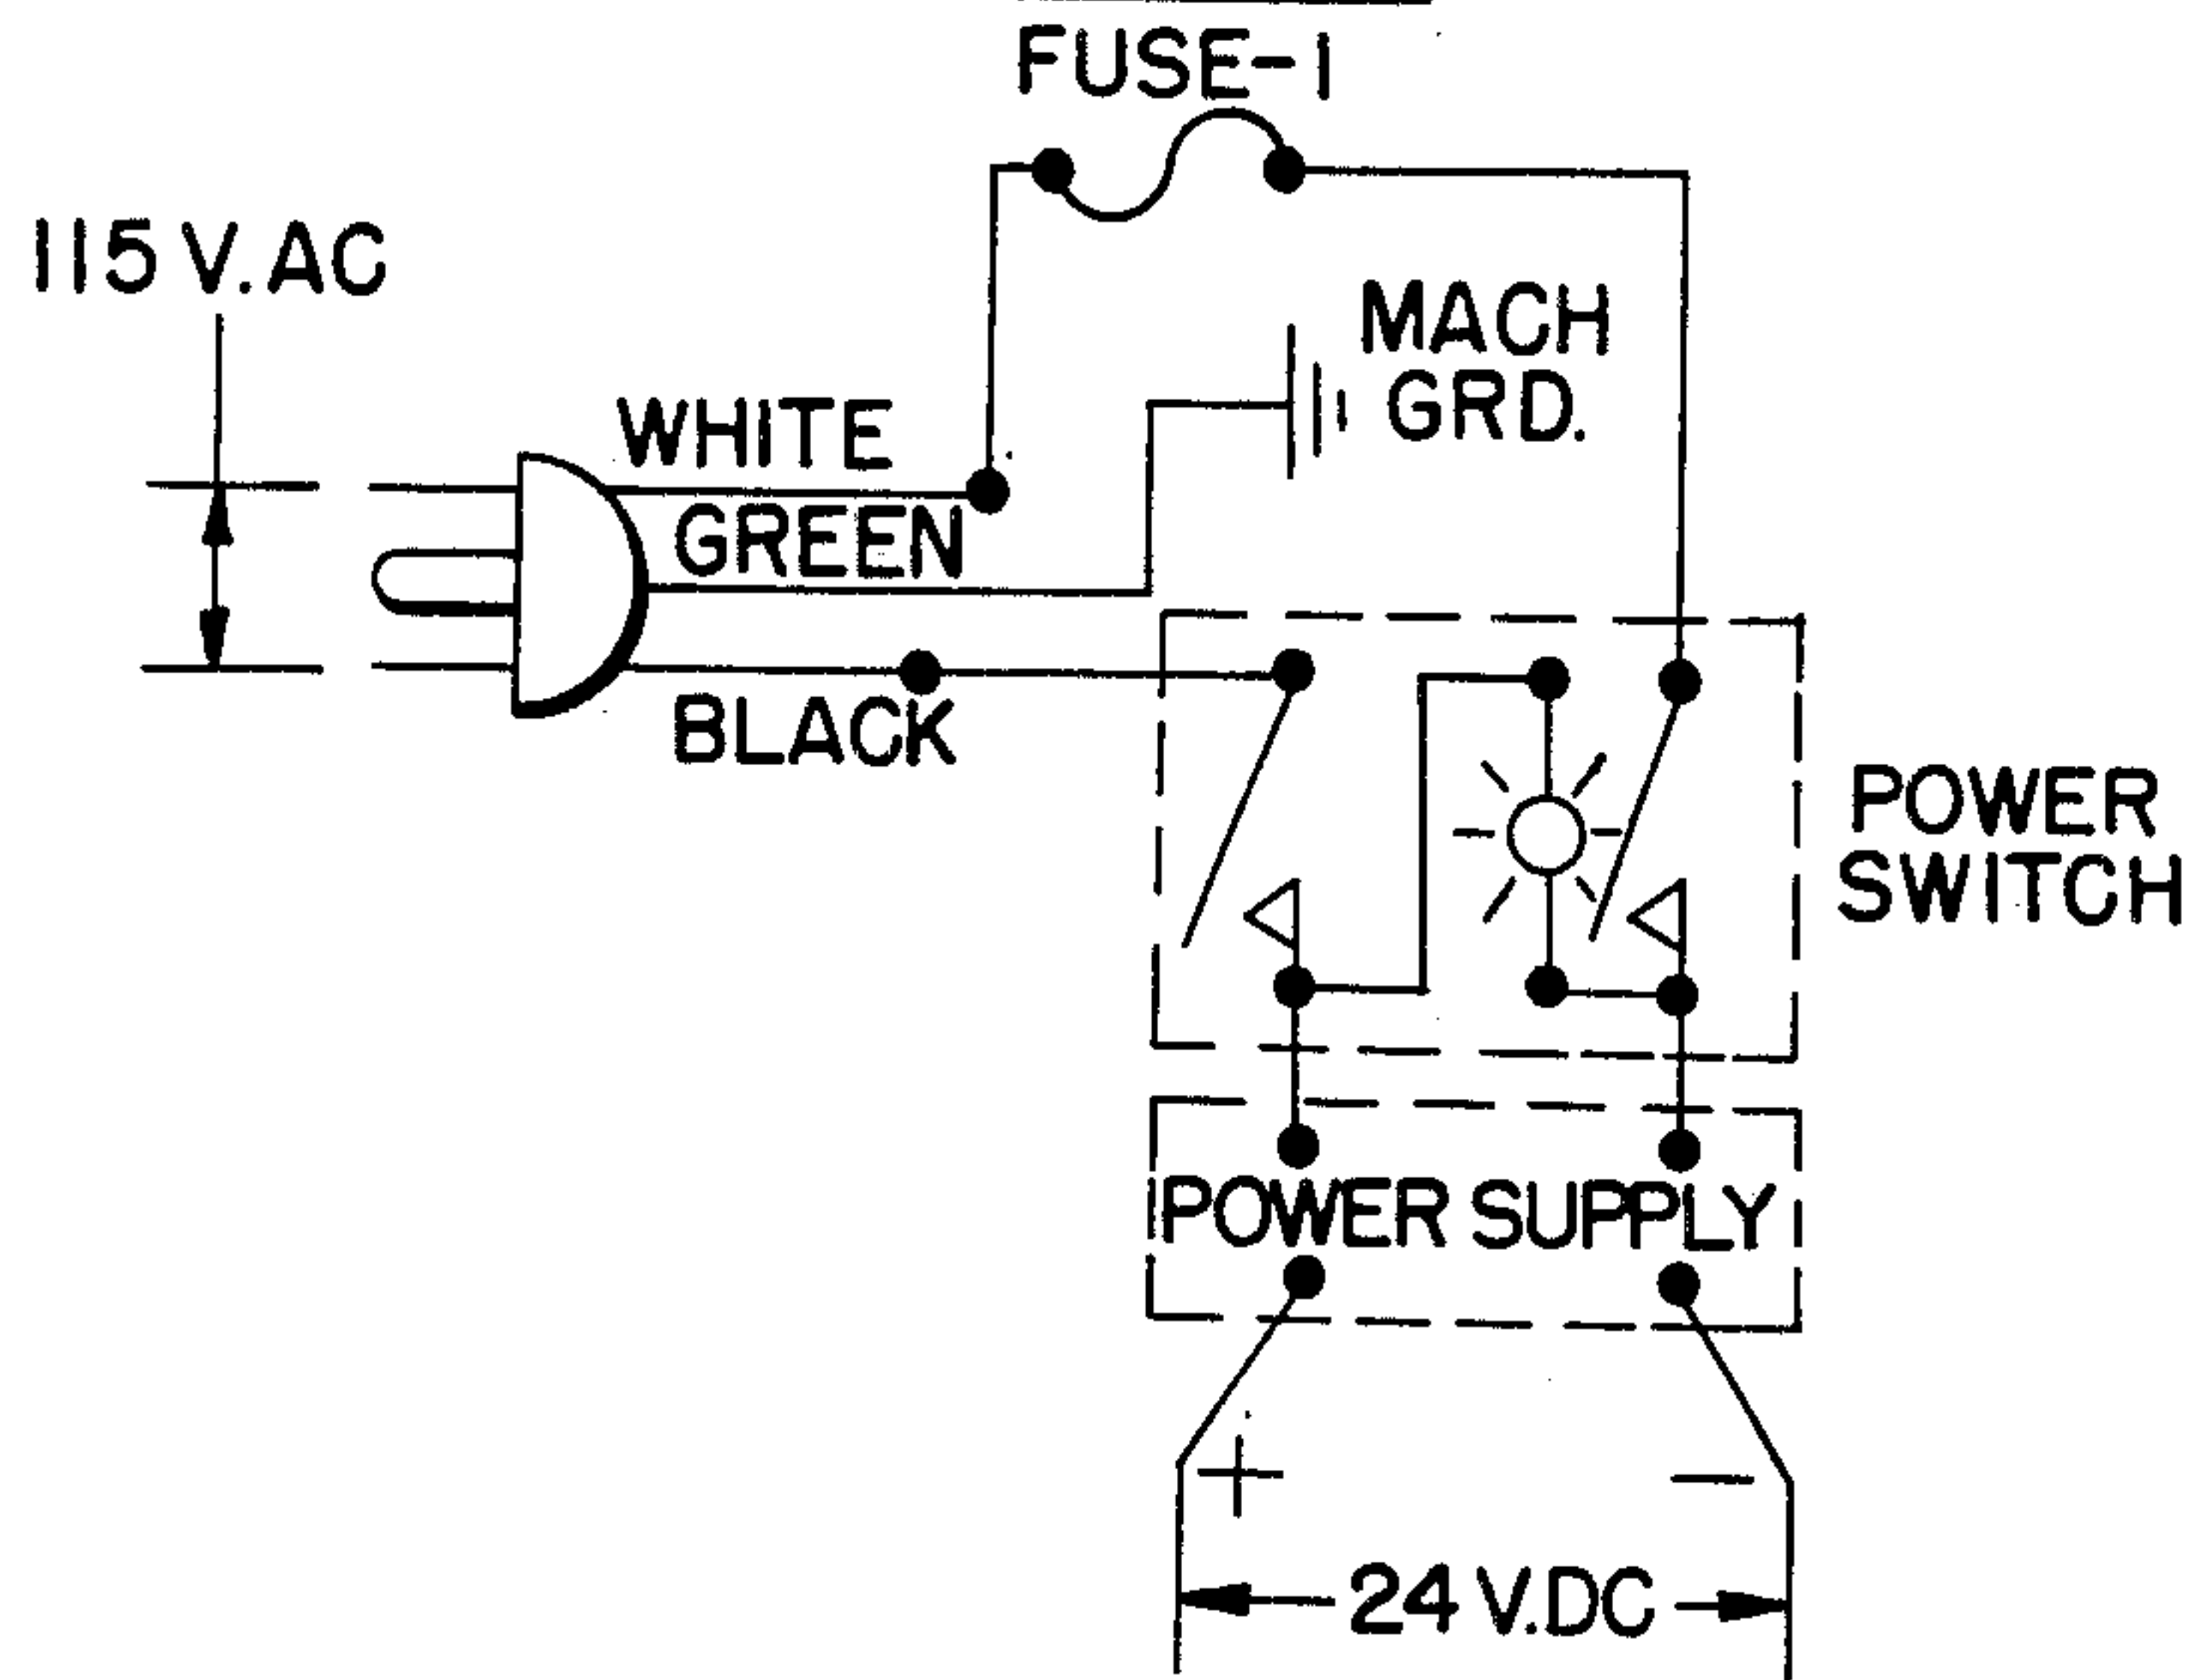 FUSE-1
115 V. AC
MACH
GRD.
WHITE
GREEN
BLACK
POWER
SWITCH
POWER SUPPLY
+ −
24 V.DC